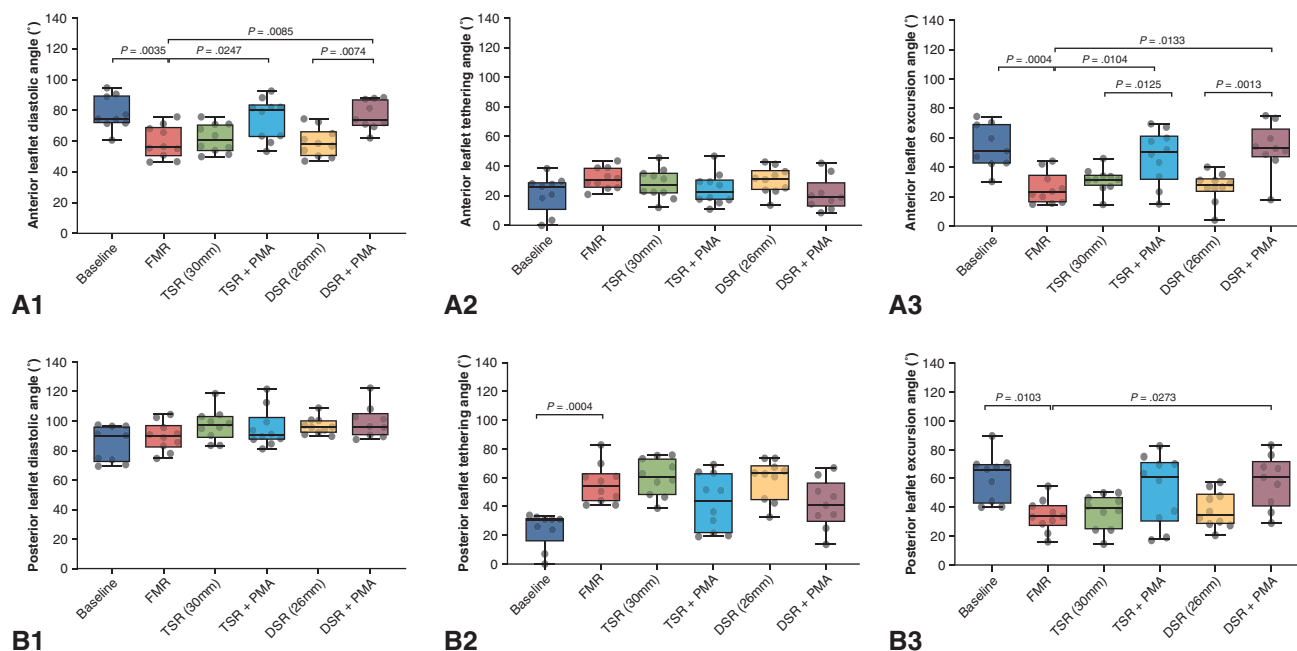 Anterior leaflet diastolic angle (°)
140
120
100
80
60
40
20
0
P = .0085
P = .0035
P = .0247
P = .0074
Baseline
FMR
TSR (30mm)
TSR + PMA
DSR (26mm)
DSR + PMA
A1
Anterior leaflet tethering angle (°)
140
120
100
80
60
40
20
0
Baseline
FMR
TSR (30mm)
TSR + PMA
DSR (26mm)
DSR + PMA
A2
Anterior leaflet excursion angle (°)
140
120
100
80
60
40
20
0
P = .0133
P = .0004
P = .0104
P = .0125
P = .0013
Baseline
FMR
TSR (30mm)
TSR + PMA
DSR (26mm)
DSR + PMA
A3
Posterior leaflet diastolic angle (°)
140
120
100
80
60
40
20
0
Baseline
FMR
TSR (30mm)
TSR + PMA
DSR (26mm)
DSR + PMA
B1
Posterior leaflet tethering angle (°)
140
120
100
80
60
40
20
0
P = .0004
Baseline
FMR
TSR (30mm)
TSR + PMA
DSR (26mm)
DSR + PMA
B2
Posterior leaflet excursion angle (°)
140
120
100
80
60
40
20
0
P = .0103
P = .0273
Baseline
FMR
TSR (30mm)
TSR + PMA
DSR (26mm)
DSR + PMA
B3